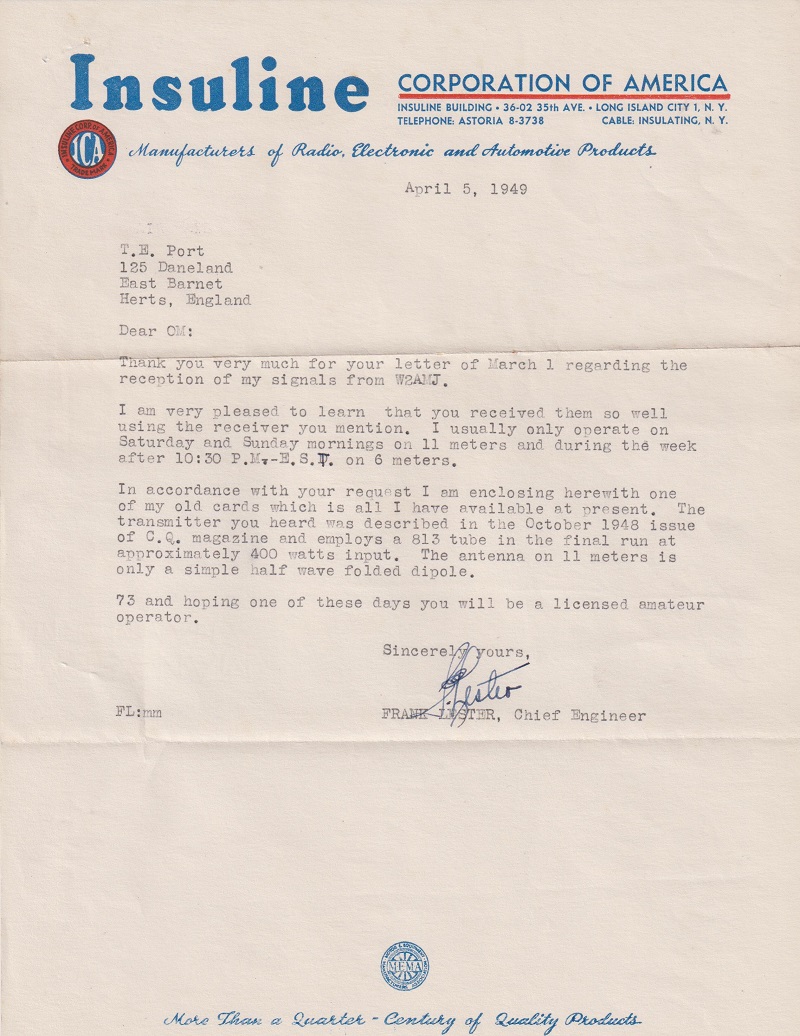 Insuline
CORPORATION OF AMERICA
INSULINE BUILDING • 36-02 35th AVE. • LONG ISLAND CITY 1, N. Y.
TELEPHONE: ASTORIA 8-3738 CABLE: INSULATING, N. Y.
INSULINE CORP. OF AMERICA
ICA
TRADE MARK
Manufacturers of Radio, Electronic and Automotive Products
April 5, 1949
T.E. Port
125 Daneland
East Barnet
Herts, England
Dear OM:
Thank you very much for your letter of March 1 regarding the
reception of my signals from W2AMJ.
I am very pleased to learn that you received them so well
using the receiver you mention. I usually only operate on
Saturday and Sunday mornings on 11 meters and during the week
after 10:30 P.M.-E.S.T. on 6 meters.
In accordance with your request I am enclosing herewith one
of my old cards which is all I have available at present. The
transmitter you heard was described in the October 1948 issue
of C.Q. magazine and employs a 813 tube in the final run at
approximately 400 watts input. The antenna on 11 meters is
only a simple half wave folded dipole.
73 and hoping one of these days you will be a licensed amateur
operator.
Sincerely yours,
F. Lester
FL:mm FRANK LESTER, Chief Engineer
MEMA
More Than a Quarter - Century of Quality Products